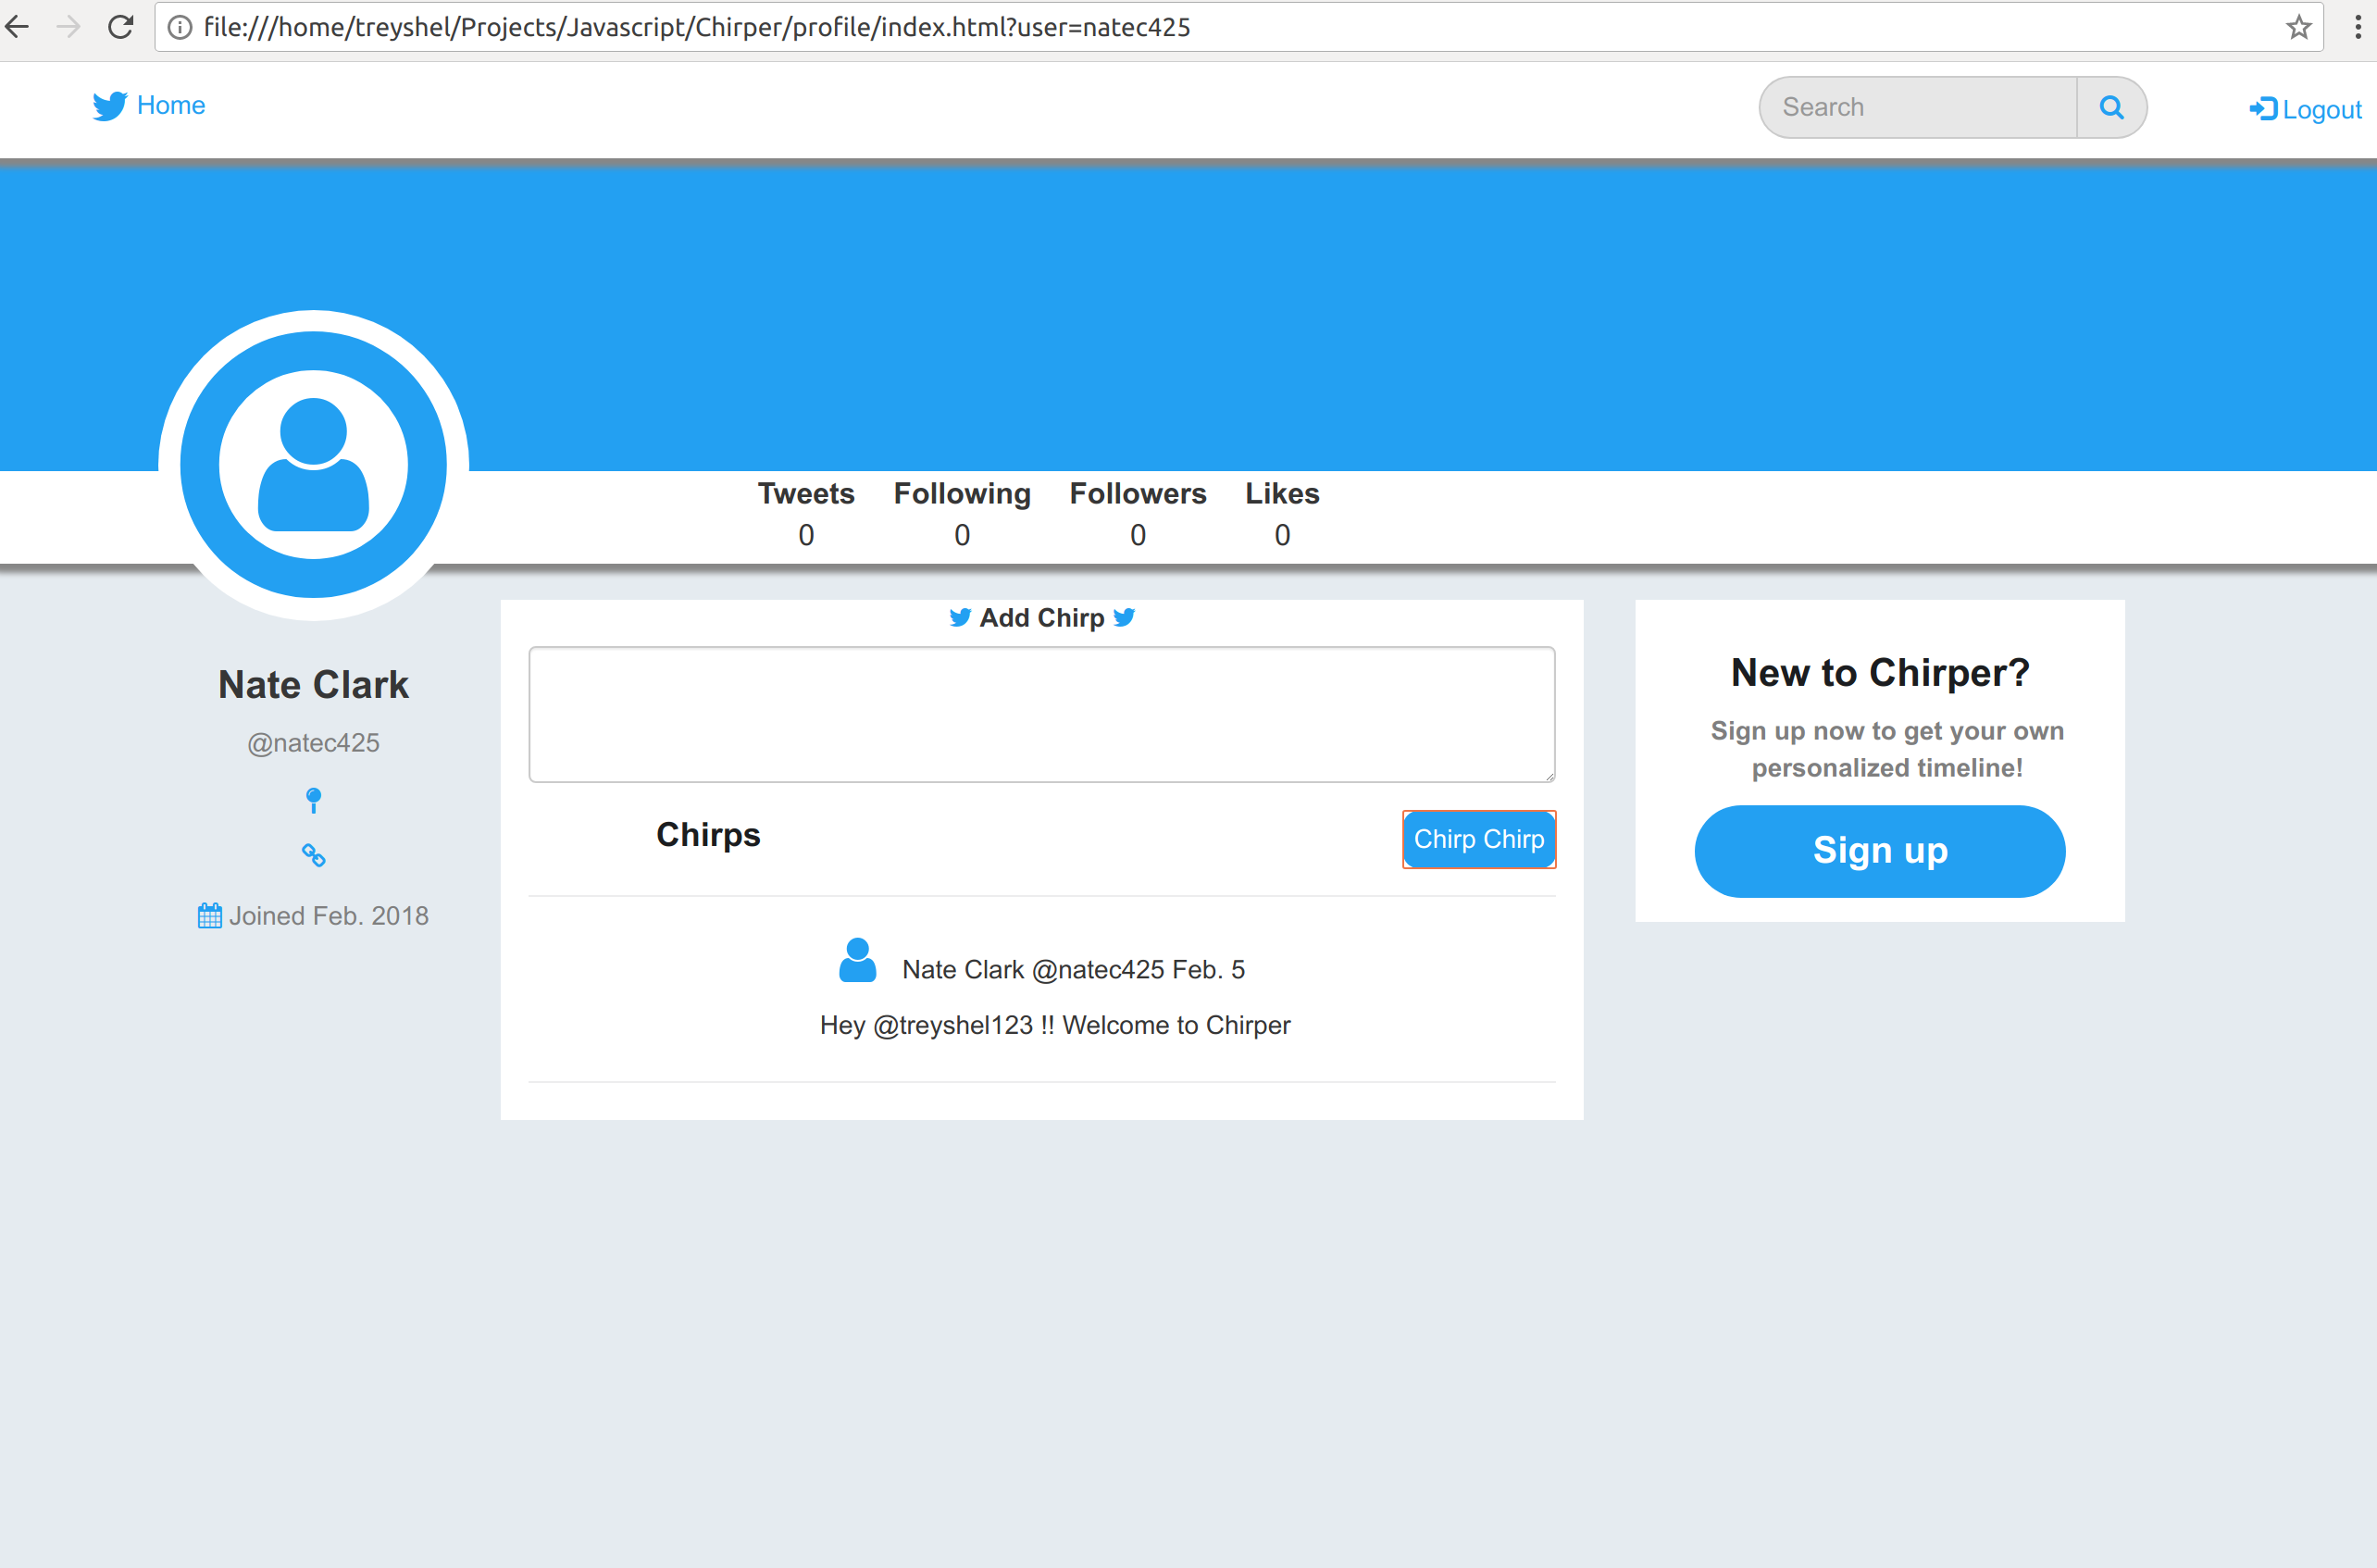 file:///home/treyshel/Projects/Javascript/Chirper/profile/index.html?user=natec425
Home
Search
Logout
Tweets Following Followers Likes
0 0 0 0
Nate Clark
@natec425
Joined Feb. 2018
Add Chirp
Chirps
Chirp Chirp
Nate Clark @natec425 Feb. 5
Hey @treyshel123 !! Welcome to Chirper
New to Chirper?
Sign up now to get your own
personalized timeline!
Sign up